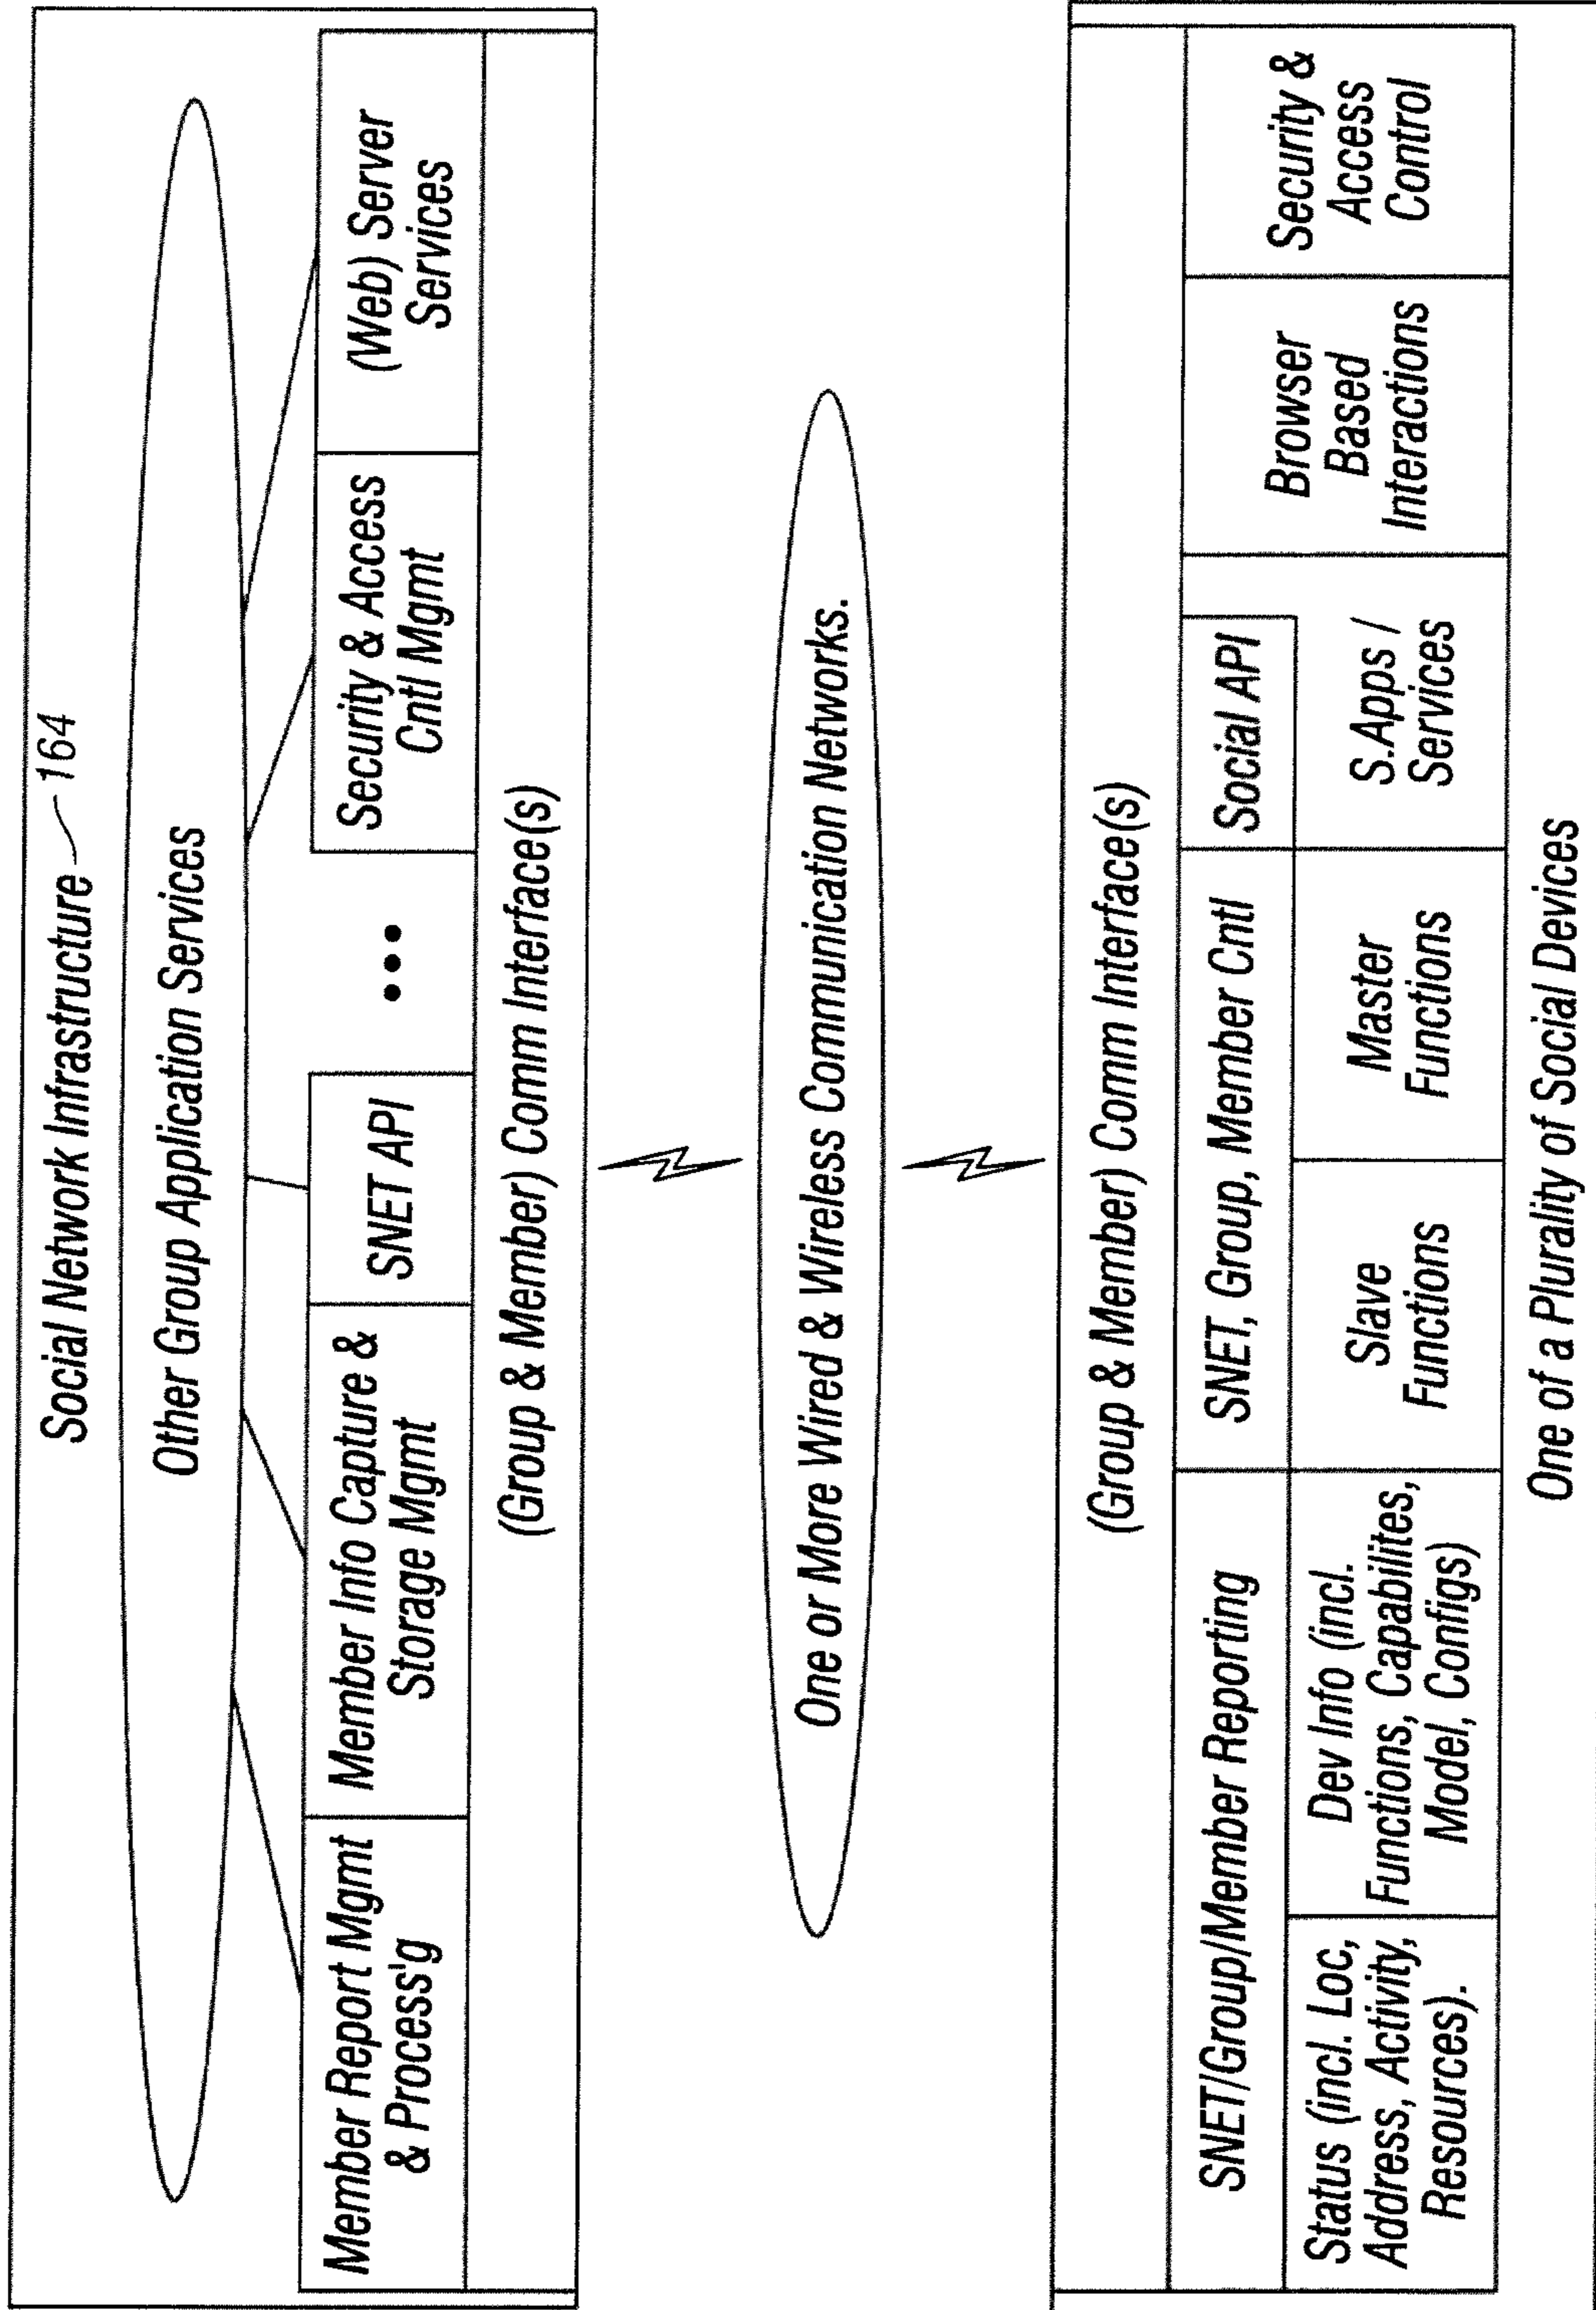 Social Network Infrastructure
164
Other Group Application Services
Member Report Mgmt
& Process'g
Member Info Capture &
Storage Mgmt
SNET API
•••
Security & Access
Cntl Mgmt
(Web) Server
Services
(Group & Member) Comm Interface(s)
One or More Wired & Wireless Communication Networks.
(Group & Member) Comm Interface(s)
SNET/Group/Member Reporting
SNET, Group, Member Cntl
Social API
Status (incl. Loc,
Address, Activity,
Resources).
Dev Info (incl.
Functions, Capabilites,
Model, Configs)
Slave
Functions
Master
Functions
S.Apps /
Services
Browser
Based
Interactions
Security &
Access
Control
One of a Plurality of Social Devices